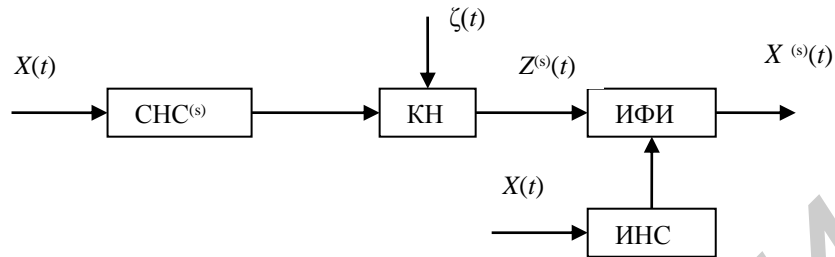 ζ(t)
X(t) Z⁽ˢ⁾(t) X ⁽ˢ⁾(t)
СНС⁽ˢ⁾ КН ИФИ
X(t)
ИНС